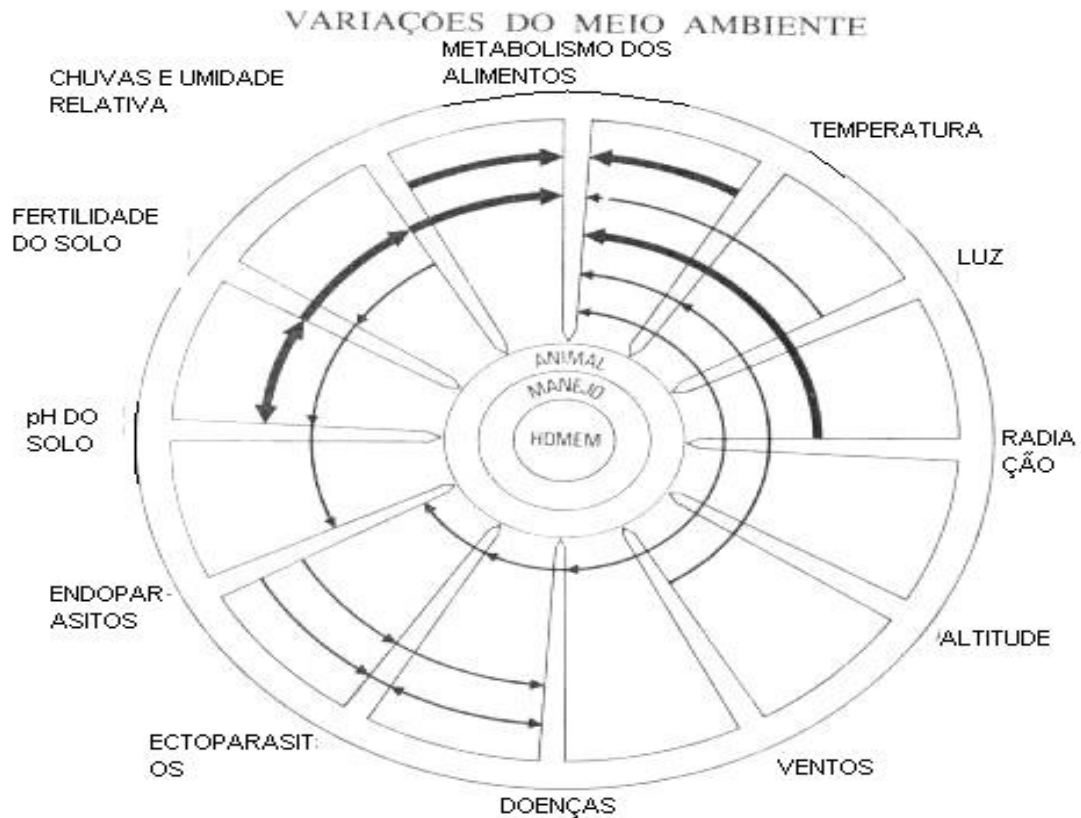 VARIAÇÕES DO MEIO AMBIENTE
METABOLISMO DOS
ALIMENTOS
CHUVAS E UMIDADE
RELATIVA
TEMPERATURA
FERTILIDADE
DO SOLO
LUZ
ANIMAL
MANEJO
HOMEM
pH DO
SOLO
RADIA
ÇÃO
ENDOPAR-
ASITOS
ALTITUDE
ECTOPARASIT
OS
VENTOS
DOENÇAS